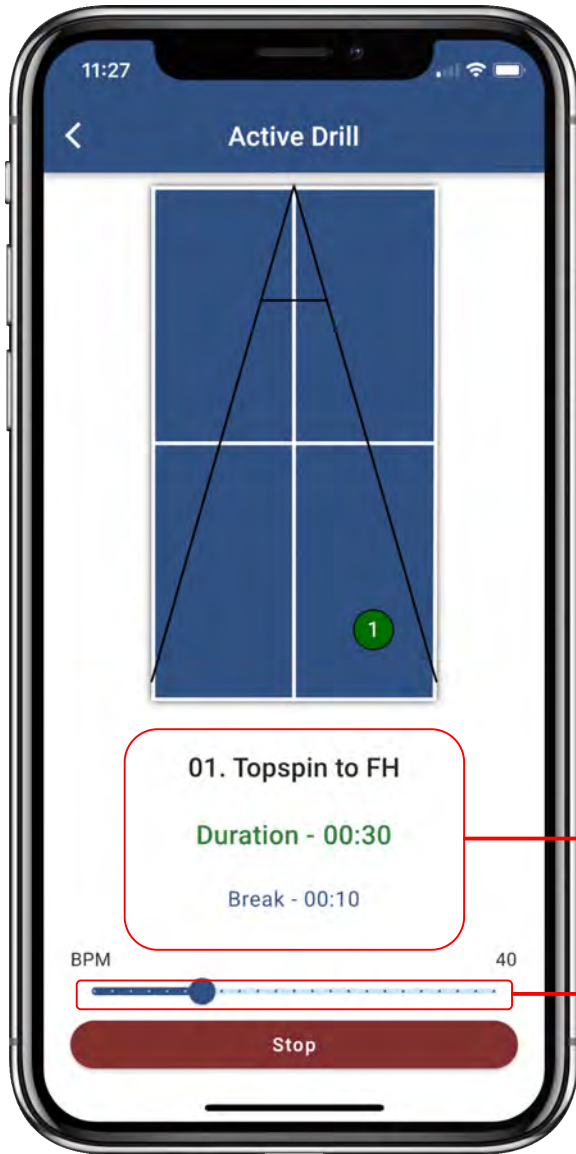 11:27
Active Drill
1
01. Topspin to FH
Duration - 00:30
Break - 00:10
BPM 40
Stop